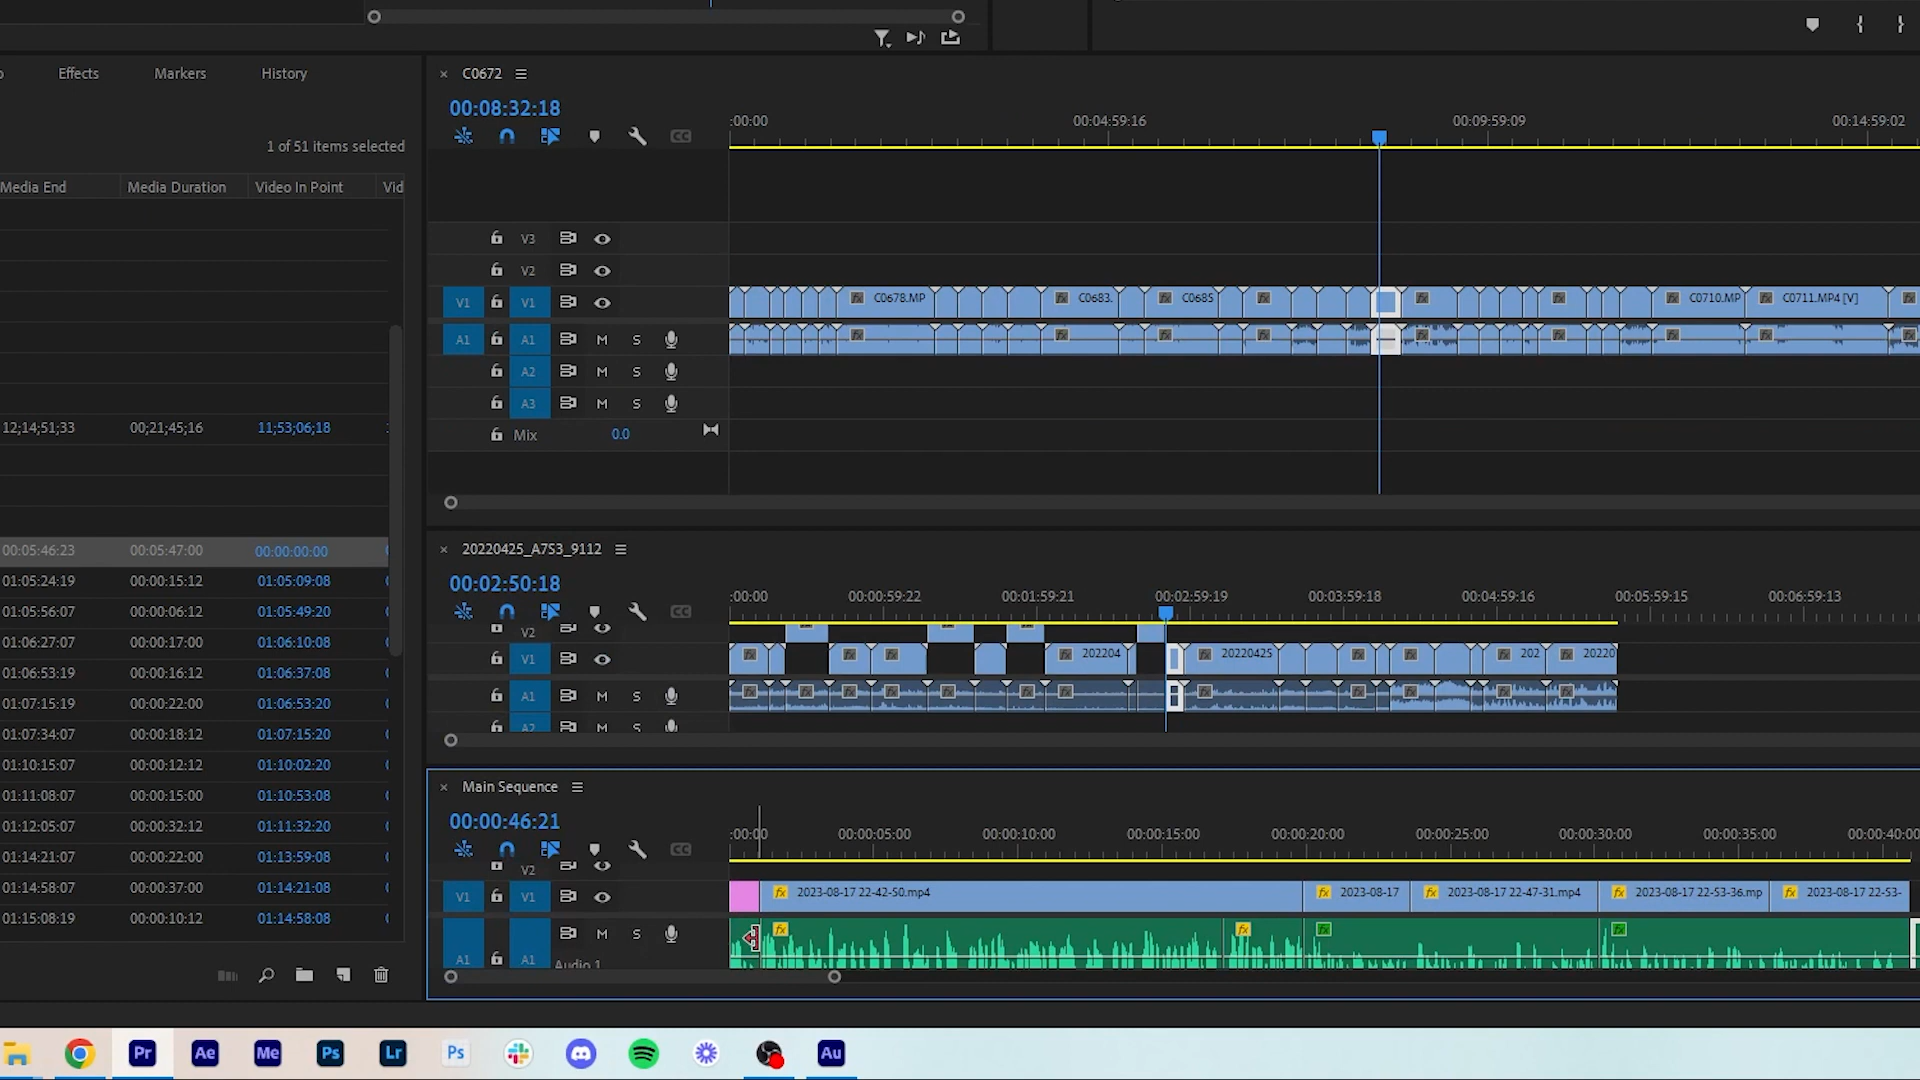 Effects Markers History
1 of 51 items selected
Media End Media Duration Video In Point Vid
12;14;51;33 00;21;45;16 11;53;06;18
00:05:46:23 00:05:47:00 00:00:00:00
01:05:24:19 00:00:15:12 01:05:09:08
01:05:56:07 00:00:06:12 01:05:49:20
01:06:27:07 00:00:17:00 01:06:10:08
01:06:53:19 00:00:16:12 01:06:37:08
01:07:15:19 00:00:22:00 01:06:53:20
01:07:34:07 00:00:18:12 01:07:15:20
01:10:15:07 00:00:12:12 01:10:02:20
01:11:08:07 00:00:15:00 01:10:53:08
01:12:05:07 00:00:32:12 01:11:32:20
01:14:21:07 00:00:22:00 01:13:59:08
01:14:58:07 00:00:37:00 01:14:21:08
01:15:08:19 00:00:10:12 01:14:58:08
C0672
00:08:32:18
:00:00 00:04:59:16 00:09:59:09 00:14:59:02
CC
V3
V2
V1 V1 C0678.MP C0683. C0685 C0710.MP C0711.MP4 [V]
A1 A1 M S
A2 M S
A3 M S
Mix 0.0
20220425_A7S3_9112
00:02:50:18
:00:00 00:00:59:22 00:01:59:21 00:02:59:19 00:03:59:18 00:04:59:16 00:05:59:15 00:06:59:13
CC
V2
V1 202204 20220425 202 20220
A1 M S
A2 M S
Main Sequence
00:00:46:21
:00:00 00:00:05:00 00:00:10:00 00:00:15:00 00:00:20:00 00:00:25:00 00:00:30:00 00:00:35:00 00:00:40:00
CC
V2
V1 V1 fx 2023-08-17 22-42-50.mp4 fx 2023-08-17 fx 2023-08-17 22-47-31.mp4 fx 2023-08-17 22-53-36.mp fx 2023-08-17 22-53-
M S fx fx fx fx
A1 A1 Audio 1
Pr Ae Me Ps Lr Ps Au